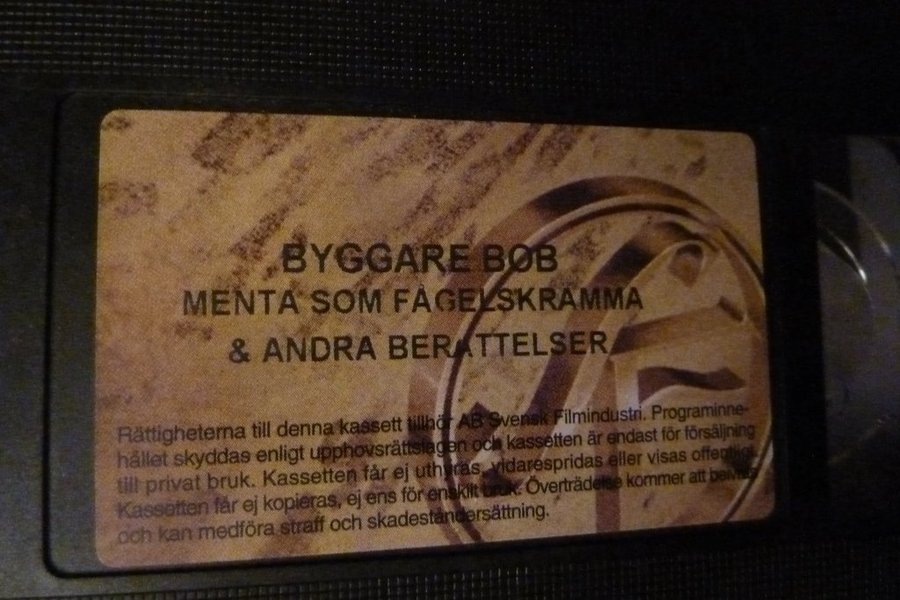 BYGGARE BOB
MENTA SOM FÅGELSKRÄMMA
& ANDRA BERÄTTELSER
Rättigheterna till denna kassett tillhör AB Svensk Filmindustri. Programinne-
hållet skyddas enligt upphovsrättslagen och kassetten är endast för försäljning
till privat bruk. Kassetten får ej uthyras, vidarespridas eller visas offentligt.
Kassetten får ej kopieras, ej ens för enskilt bruk. Överträdelse kommer att beivras
och kan medföra straff och skadeståndersättning.